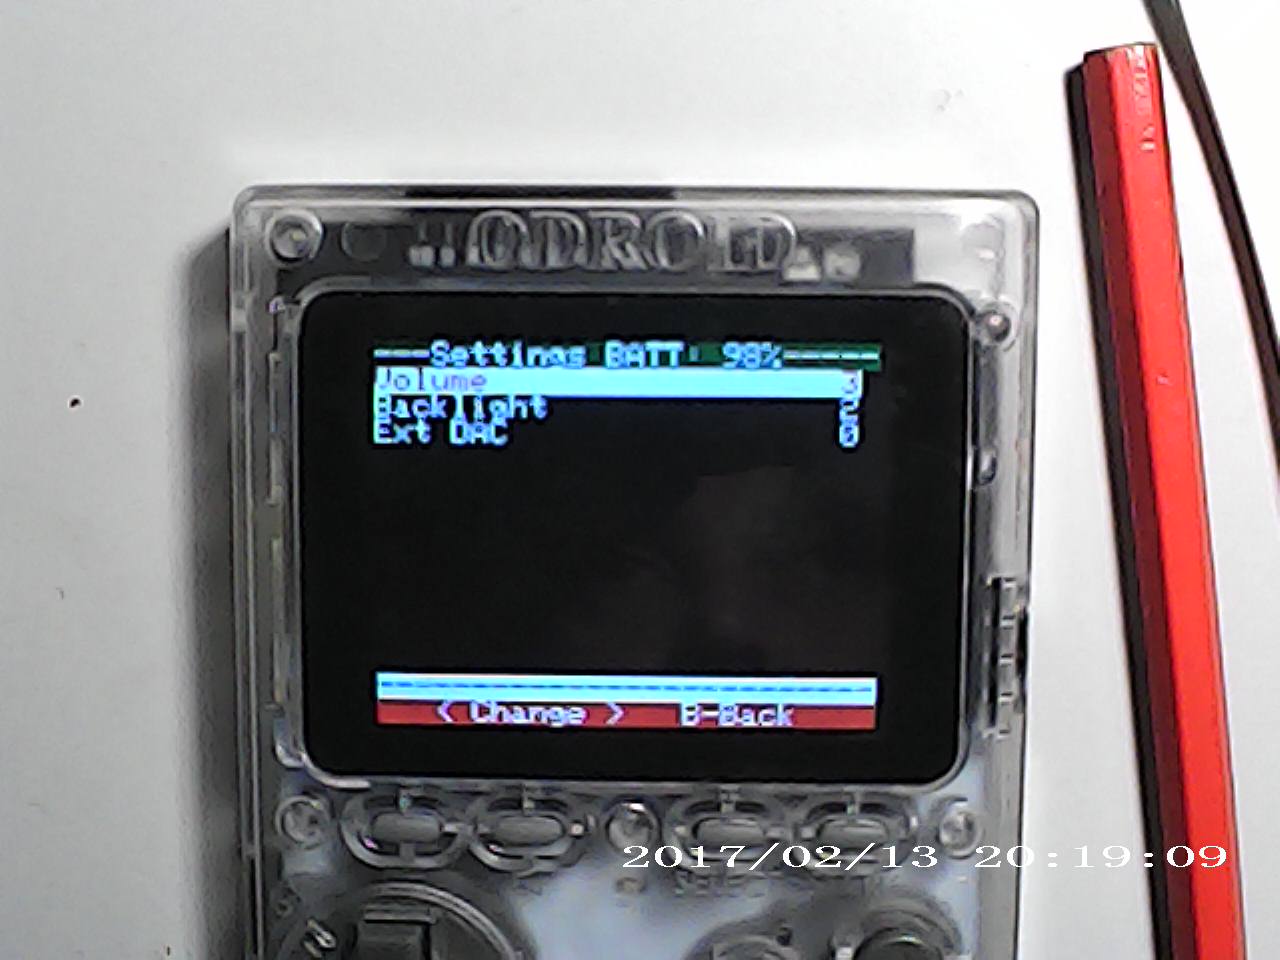 ODROID
---Settings BATT: 98%-----
Volume 3
Backlight 2
Ext DAC 0
< Change > B-Back
2017/02/13 20:19:09